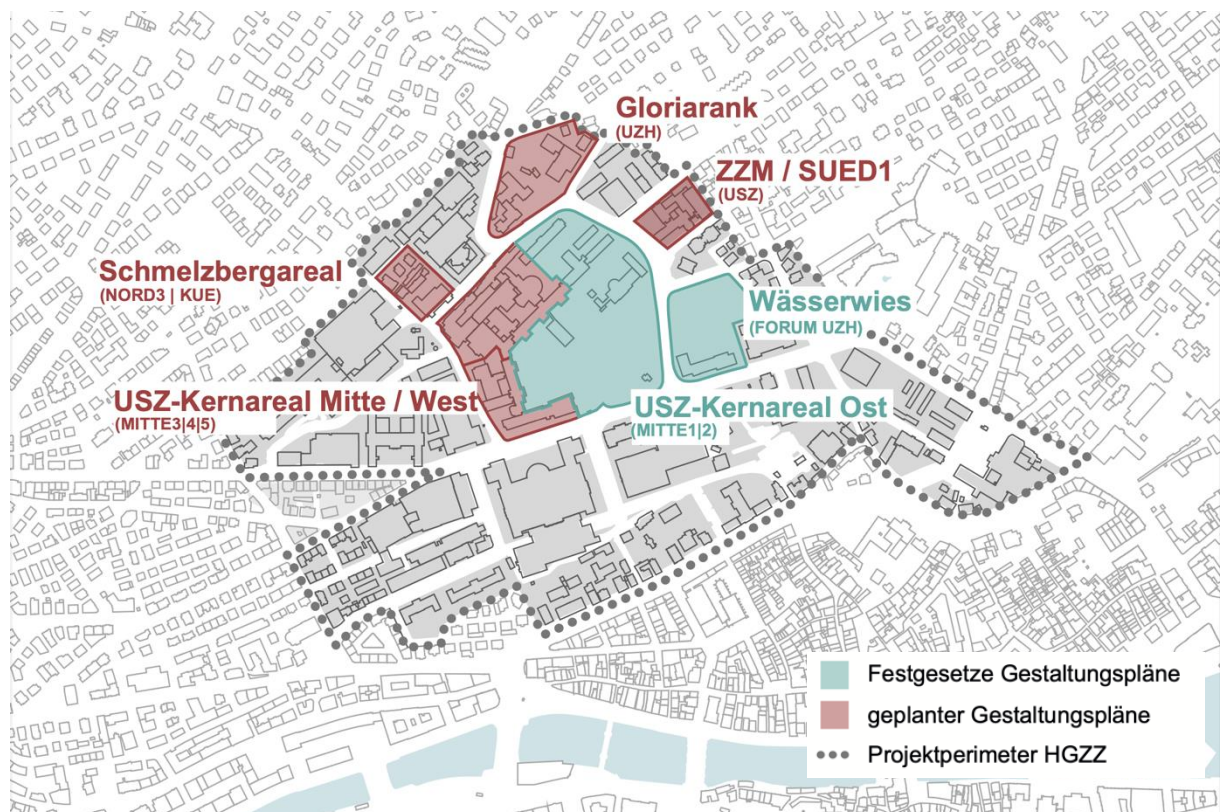 Gloriarank
(UZH)
ZZM / SUED1
(USZ)
Schmelzbergareal
(NORD3 | KUE)
Wässerwies
(FORUM UZH)
USZ-Kernareal Mitte / West
(MITTE3|4|5)
USZ-Kernareal Ost
(MITTE1|2)
Festgesetze Gestaltungspläne
geplanter Gestaltungspläne
Projektperimeter HGZZ